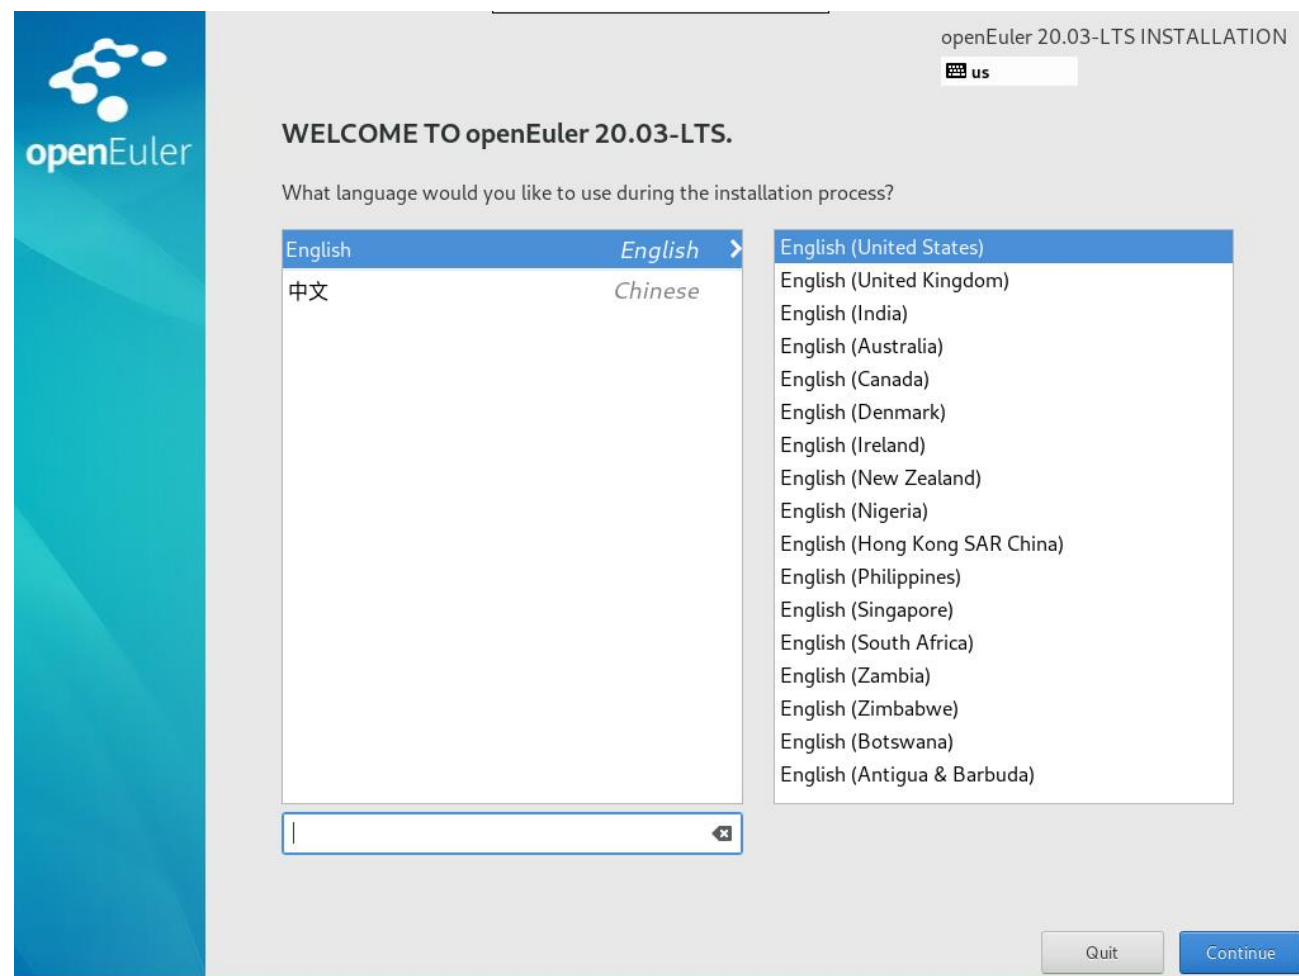 openEuler
openEuler 20.03-LTS INSTALLATION
us
WELCOME TO openEuler 20.03-LTS.
What language would you like to use during the installation process?
English English
中文 Chinese
English (United States)
English (United Kingdom)
English (India)
English (Australia)
English (Canada)
English (Denmark)
English (Ireland)
English (New Zealand)
English (Nigeria)
English (Hong Kong SAR China)
English (Philippines)
English (Singapore)
English (South Africa)
English (Zambia)
English (Zimbabwe)
English (Botswana)
English (Antigua & Barbuda)
Quit
Continue